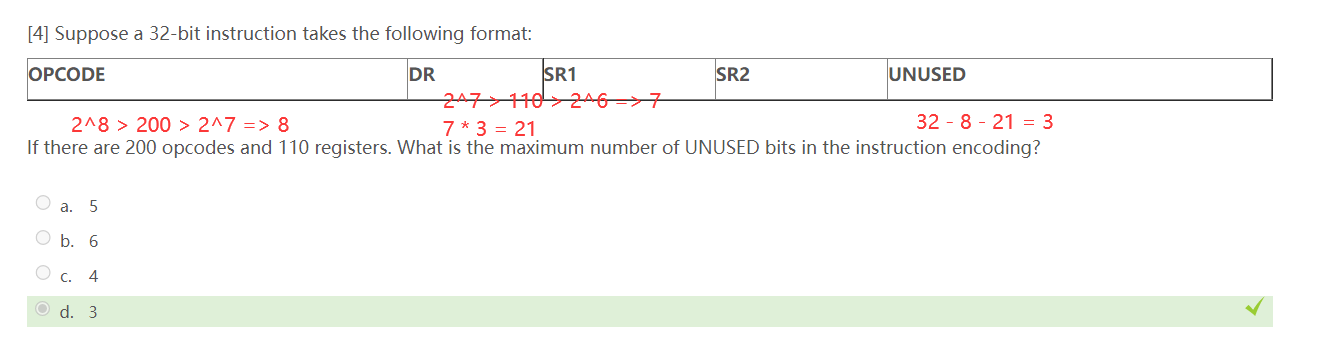 [4] Suppose a 32-bit instruction takes the following format:
OPCODE DR SR1 SR2 UNUSED
2^7 > 110 > 2^6 => 7
2^8 > 200 > 2^7 => 8 7 * 3 = 21 32 - 8 - 21 = 3
If there are 200 opcodes and 110 registers. What is the maximum number of UNUSED bits in the instruction encoding?
a. 5
b. 6
c. 4
d. 3